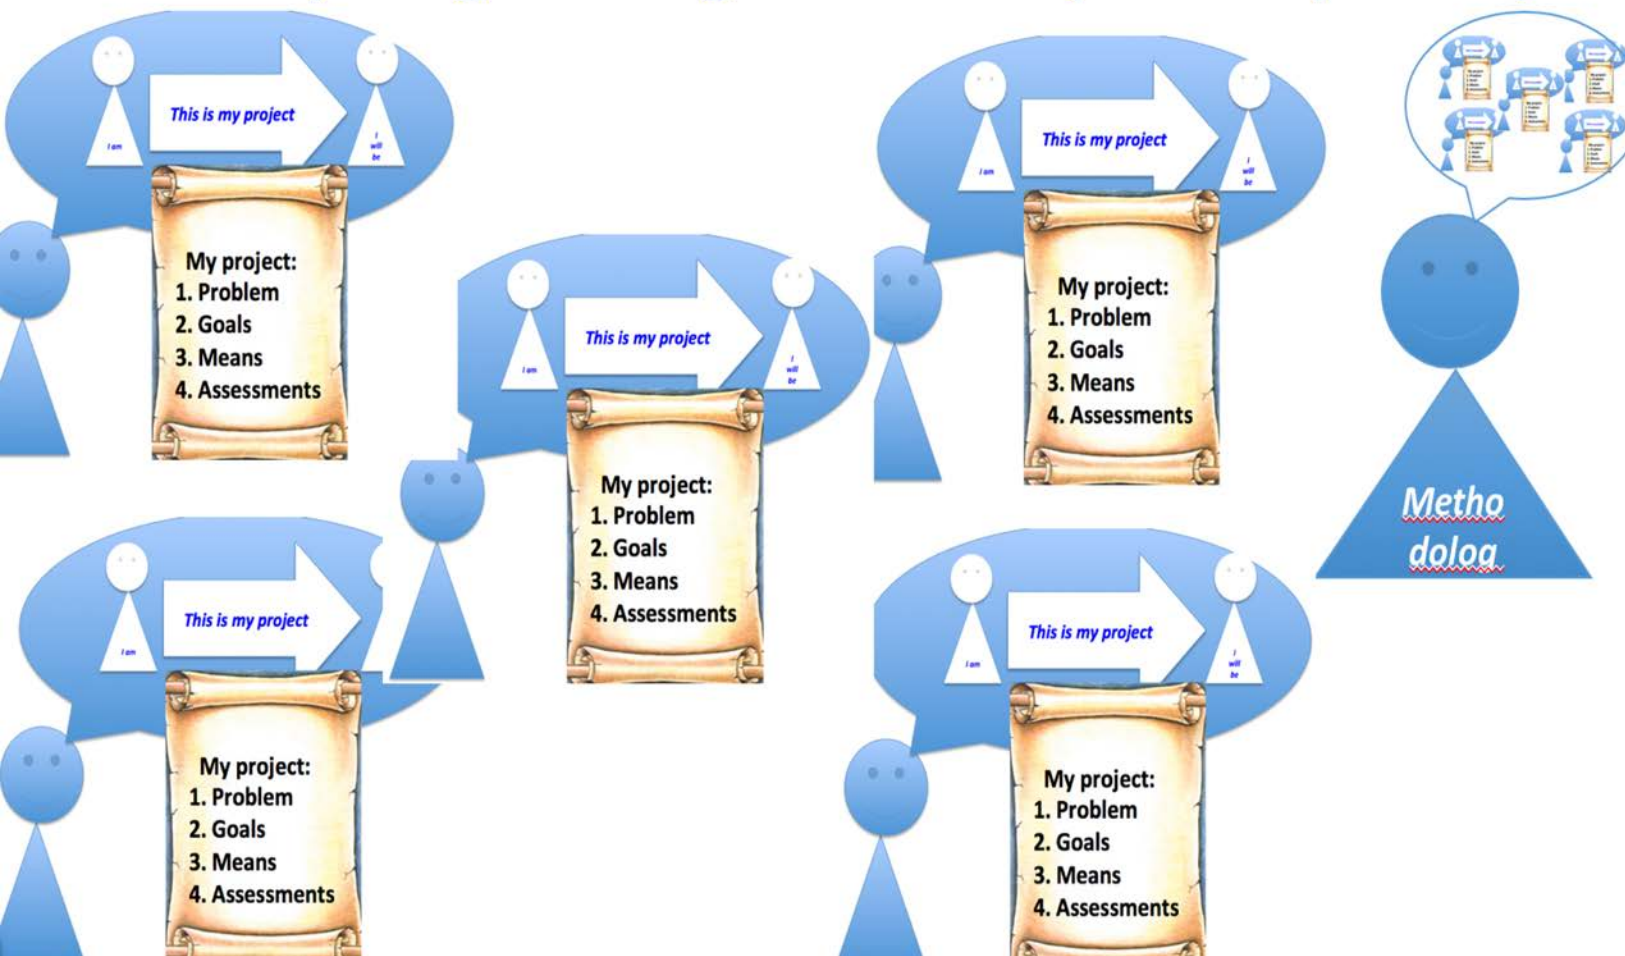 This is my project
I am
I
will
be
My project:
1. Problem
2. Goals
3. Means
4. Assessments
This is my project
I am
I
will
be
My project:
1. Problem
2. Goals
3. Means
4. Assessments
This is my project
I am
I
will
be
My project:
1. Problem
2. Goals
3. Means
4. Assessments
Metho
dolog
This is my project
I am
My project:
1. Problem
2. Goals
3. Means
4. Assessments
This is my project
I am
I
will
be
My project:
1. Problem
2. Goals
3. Means
4. Assessments